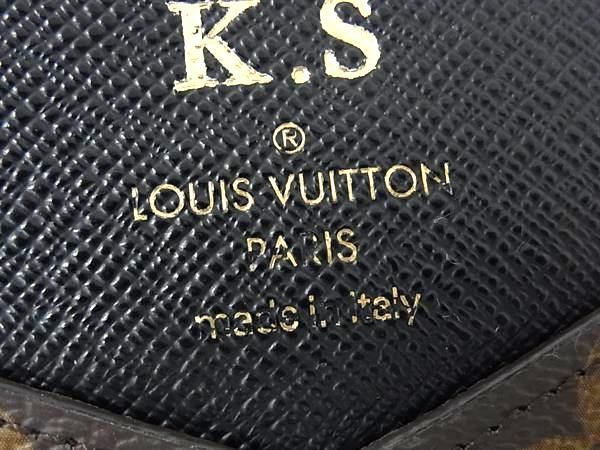 K.S
®
LOUIS VUITTON
PARIS
made in italy